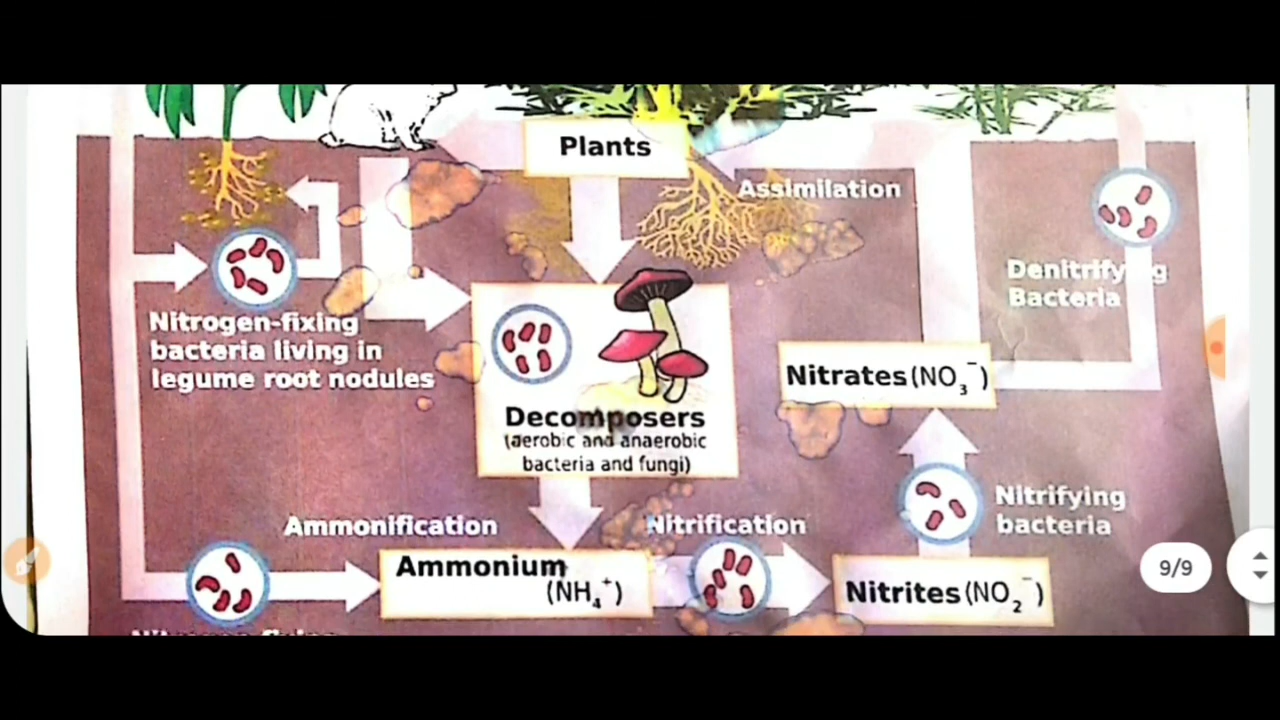 Plants
Assimilation
Denitrifying
Bacteria
Nitrogen-fixing
bacteria living in
legume root nodules
Nitrates (NO₃⁻)
Decomposers
(aerobic and anaerobic
bacteria and fungi)
Nitrifying
bacteria
Ammonification
Nitrification
Ammonium
(NH₄⁺)
Nitrites (NO₂⁻)
9/9